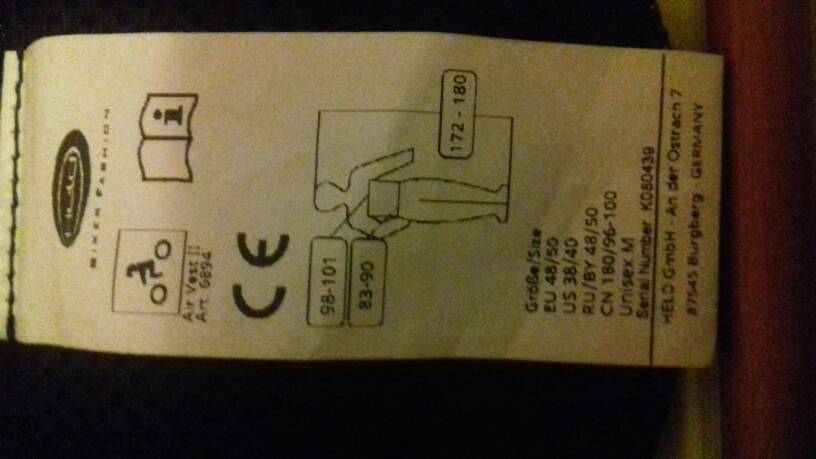 HELD
BIKER FASHION
i
Air Vest II
Art. 6894
CE
172 - 180
98-101
83-90
Größe/Size
EU 48/50
US 38/40
RU/BY 48/50
CN 180/96-100
Unisex M
Serial Number K080439
HELD GmbH - An der Ostrach 7
87545 Burgberg - GERMANY